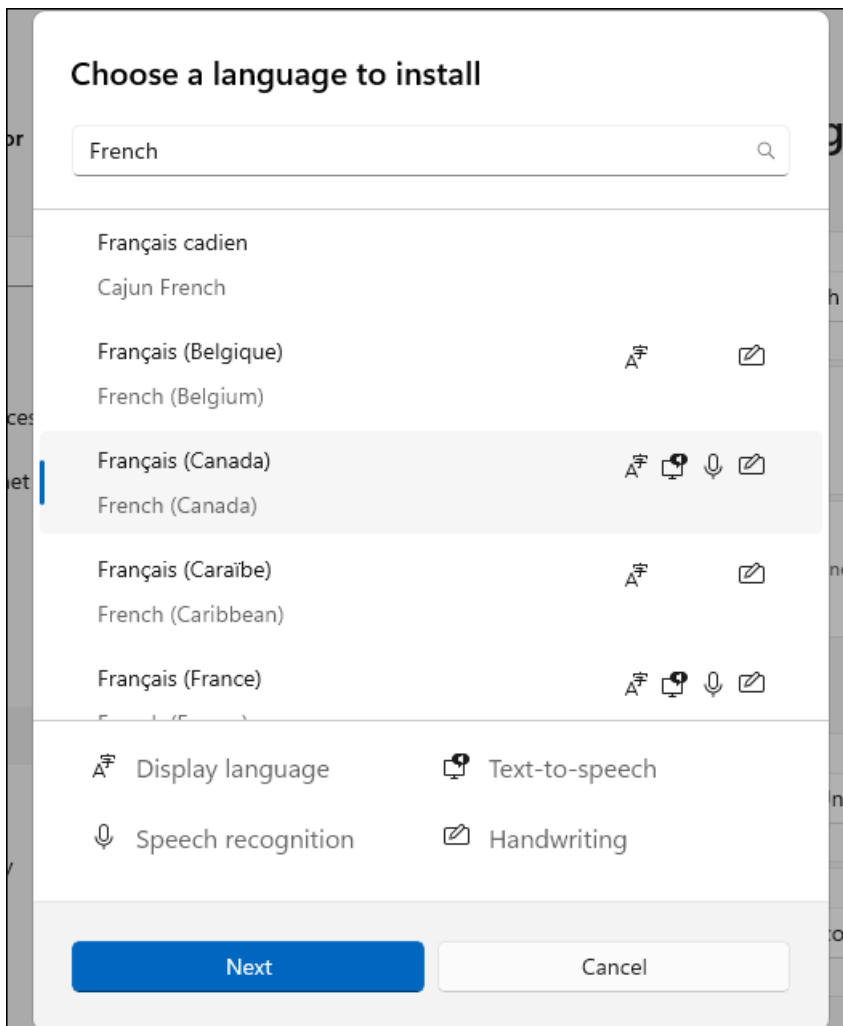 Choose a language to install
or
French
Français cadien
Cajun French
h
Français (Belgique)
French (Belgium)
Français (Canada)
French (Canada)
Français (Caraïbe)
French (Caribbean)
Français (France)
Display language
Text-to-speech
Speech recognition
Handwriting
Next
Cancel